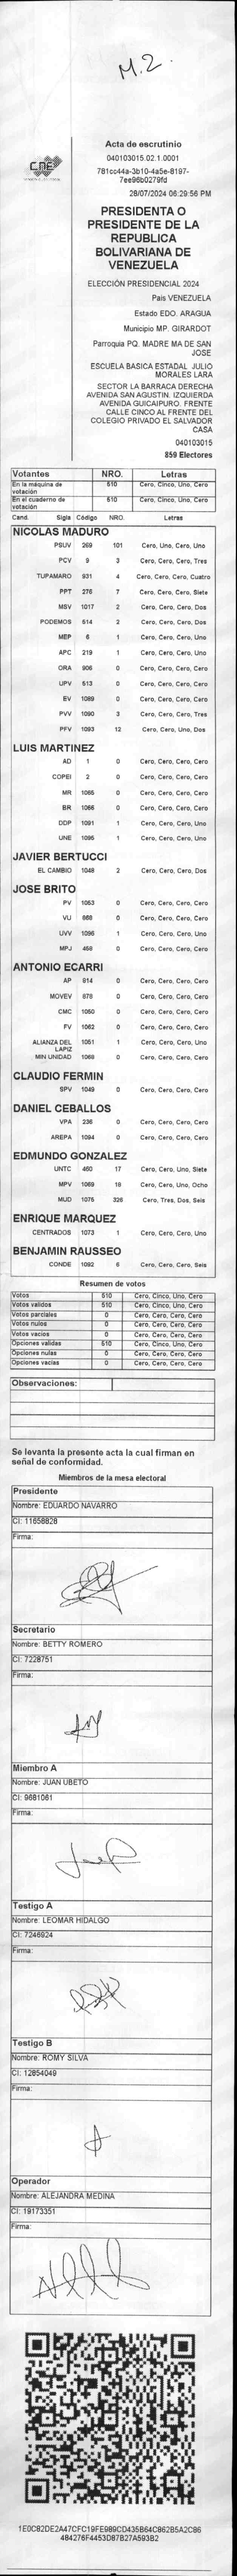 M.2.
CNE
Acta de escrutinio
040103015.02.1.0001
781cc44a-3b10-4a5e-8197-
7ee96b0279fd
28/07/2024 06:29:56 PM
PRESIDENTA O
PRESIDENTE DE LA
REPUBLICA
BOLIVARIANA DE
VENEZUELA
ELECCIÓN PRESIDENCIAL 2024
País VENEZUELA
Estado EDO. ARAGUA
Municipio MP. GIRARDOT
Parroquia PQ. MADRE MA DE SAN
JOSE
ESCUELA BASICA ESTADAL JULIO
MORALES LARA
SECTOR LA BARRACA DERECHA
AVENIDA SAN AGUSTIN. IZQUIERDA
AVENIDA GUICAIPURO. FRENTE
CALLE CINCO AL FRENTE DEL
COLEGIO PRIVADO EL SALVADOR
CASA
040103015
859 Electores
Votantes NRO. Letras
En la máquina de votación 510 Cero, Cinco, Uno, Cero
En el cuaderno de votación 510 Cero, Cinco, Uno, Cero
Cand. Sigla Código NRO. Letras
NICOLAS MADURO
PSUV 269 101 Cero, Uno, Cero, Uno
PCV 9 3 Cero, Cero, Cero, Tres
TUPAMARO 931 4 Cero, Cero, Cero, Cuatro
PPT 276 7 Cero, Cero, Cero, Siete
MSV 1017 2 Cero, Cero, Cero, Dos
PODEMOS 514 2 Cero, Cero, Cero, Dos
MEP 6 1 Cero, Cero, Cero, Uno
APC 219 1 Cero, Cero, Cero, Uno
ORA 906 0 Cero, Cero, Cero, Cero
UPV 513 0 Cero, Cero, Cero, Cero
EV 1089 0 Cero, Cero, Cero, Cero
PVV 1090 3 Cero, Cero, Cero, Tres
PFV 1093 12 Cero, Cero, Uno, Dos
LUIS MARTINEZ
AD 1 0 Cero, Cero, Cero, Cero
COPEI 2 0 Cero, Cero, Cero, Cero
MR 1065 0 Cero, Cero, Cero, Cero
BR 1066 0 Cero, Cero, Cero, Cero
DDP 1091 1 Cero, Cero, Cero, Uno
UNE 1095 1 Cero, Cero, Cero, Uno
JAVIER BERTUCCI
EL CAMBIO 1048 2 Cero, Cero, Cero, Dos
JOSE BRITO
PV 1053 0 Cero, Cero, Cero, Cero
VU 868 0 Cero, Cero, Cero, Cero
UVV 1096 1 Cero, Cero, Cero, Uno
MPJ 458 0 Cero, Cero, Cero, Cero
ANTONIO ECARRI
AP 814 0 Cero, Cero, Cero, Cero
MOVEV 878 0 Cero, Cero, Cero, Cero
CMC 1050 0 Cero, Cero, Cero, Cero
FV 1062 0 Cero, Cero, Cero, Cero
ALIANZA DEL LAPIZ 1051 1 Cero, Cero, Cero, Uno
MIN UNIDAD 1068 0 Cero, Cero, Cero, Cero
CLAUDIO FERMIN
SPV 1049 0 Cero, Cero, Cero, Cero
DANIEL CEBALLOS
VPA 236 0 Cero, Cero, Cero, Cero
AREPA 1094 0 Cero, Cero, Cero, Cero
EDMUNDO GONZALEZ
UNTC 460 17 Cero, Cero, Uno, Siete
MPV 1069 18 Cero, Cero, Uno, Ocho
MUD 1075 326 Cero, Tres, Dos, Seis
ENRIQUE MARQUEZ
CENTRADOS 1073 1 Cero, Cero, Cero, Uno
BENJAMIN RAUSSEO
CONDE 1082 6 Cero, Cero, Cero, Seis
Resumen de votos
Votos 510 Cero, Cinco, Uno, Cero
Votos validos 510 Cero, Cinco, Uno, Cero
Votos parciales 0 Cero, Cero, Cero, Cero
Votos nulos 0 Cero, Cero, Cero, Cero
Votos vacios 0 Cero, Cero, Cero, Cero
Opciones validas 510 Cero, Cinco, Uno, Cero
Opciones nulas 0 Cero, Cero, Cero, Cero
Opciones vacias 0 Cero, Cero, Cero, Cero
Observaciones:
Se levanta la presente acta la cual firman en
señal de conformidad.
Miembros de la mesa electoral
Presidente
Nombre: EDUARDO NAVARRO
CI: 11658828
Firma:
Secretario
Nombre: BETTY ROMERO
CI: 7228751
Firma:
Miembro A
Nombre: JUAN UBETO
CI: 9681061
Firma:
Testigo A
Nombre: LEOMAR HIDALGO
CI: 7246924
Firma:
Testigo B
Nombre: ROMY SILVA
CI: 12854049
Firma:
Operador
Nombre: ALEJANDRA MEDINA
CI: 19173351
Firma:
1E0C82DE2A47CFC19FE989CD435B64C862B5A2C86
484276F4453D87B27A593B2